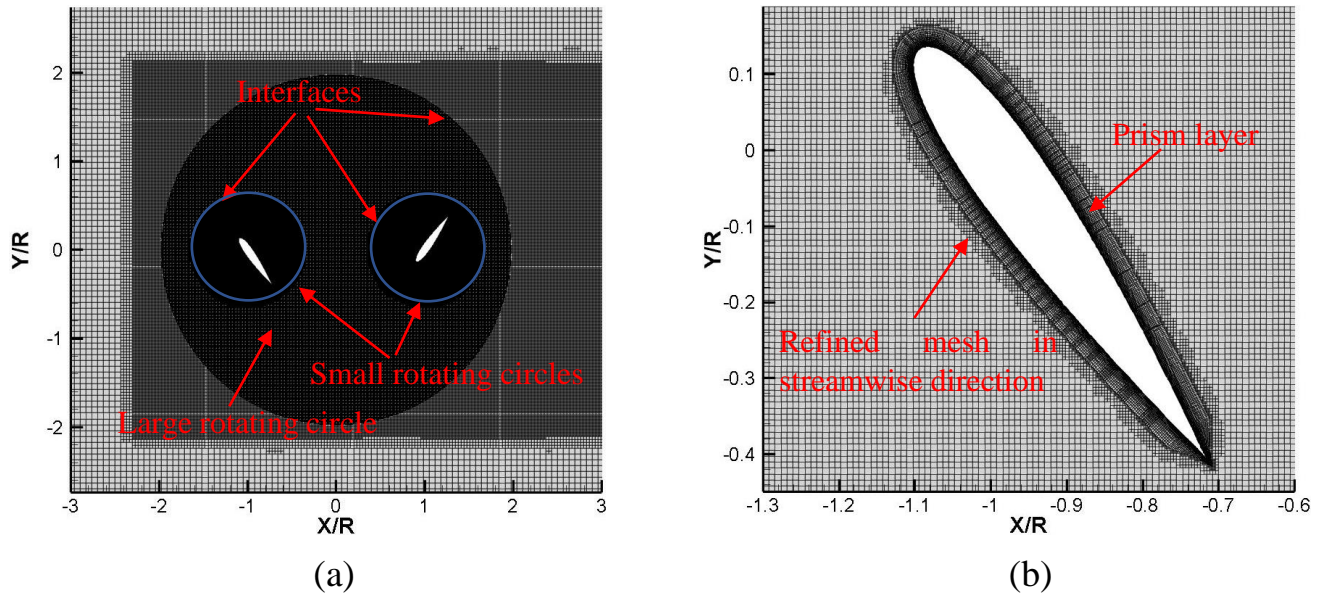 2
1
0
-1
-2
Y/R
-3
-2
-1
0
1
2
3
X/R
Interfaces
Small rotating circles
Large rotating circle
(a)
0.1
0
-0.1
-0.2
-0.3
-0.4
Y/R
-1.3
-1.2
-1.1
-1
-0.9
-0.8
-0.7
-0.6
X/R
Prism layer
Refined mesh in
streamwise direction
(b)